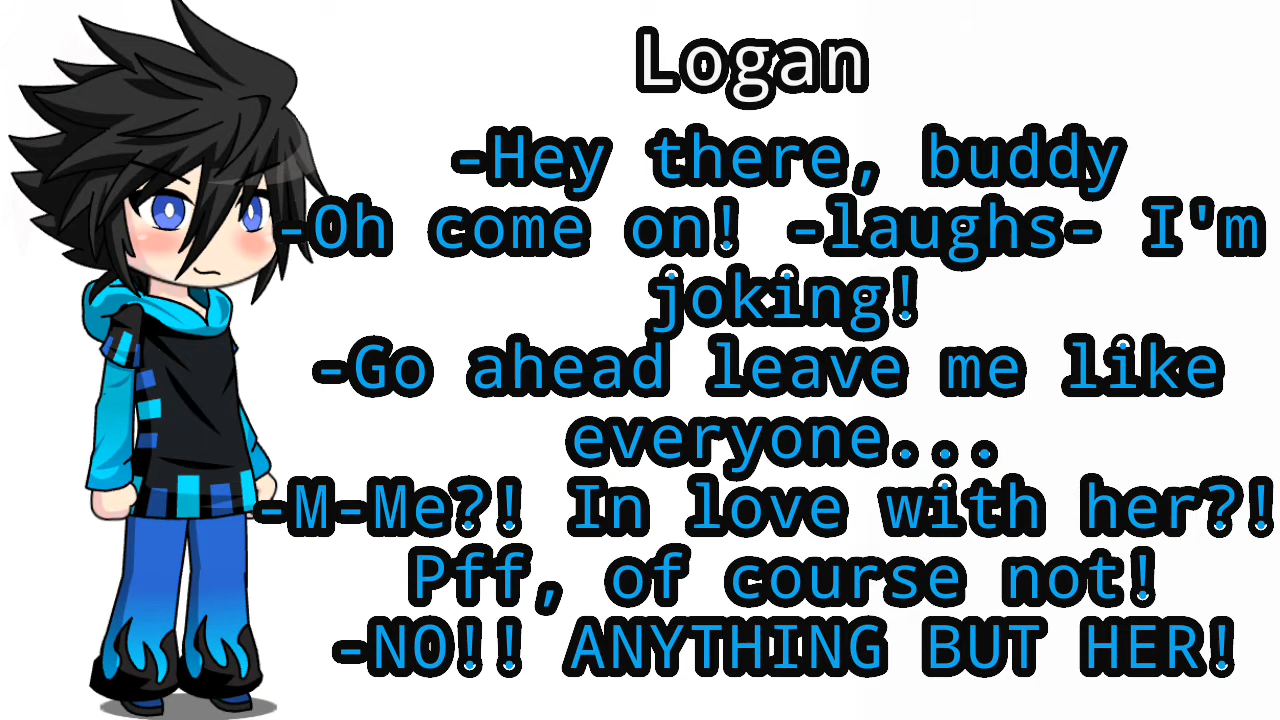 Logan
-Hey there, buddy
-Oh come on! -laughs- I'm
joking!
-Go ahead leave me like
everyone...
-M-Me?! In love with her?!
Pff, of course not!
-NO!! ANYTHING BUT HER!